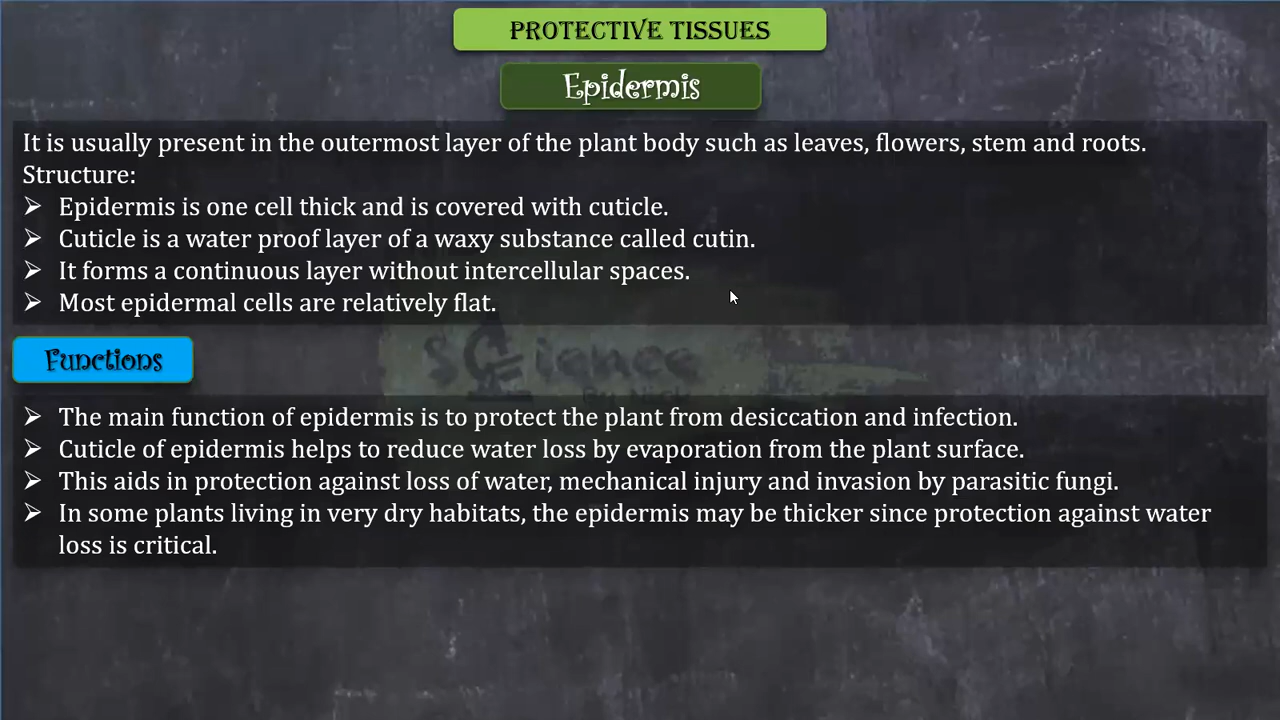 PROTECTIVE TISSUES
Epidermis
It is usually present in the outermost layer of the plant body such as leaves, flowers, stem and roots.
Structure:
➢ Epidermis is one cell thick and is covered with cuticle.
➢ Cuticle is a water proof layer of a waxy substance called cutin.
➢ It forms a continuous layer without intercellular spaces.
➢ Most epidermal cells are relatively flat.
Functions
➢ The main function of epidermis is to protect the plant from desiccation and infection.
➢ Cuticle of epidermis helps to reduce water loss by evaporation from the plant surface.
➢ This aids in protection against loss of water, mechanical injury and invasion by parasitic fungi.
➢ In some plants living in very dry habitats, the epidermis may be thicker since protection against water
loss is critical.